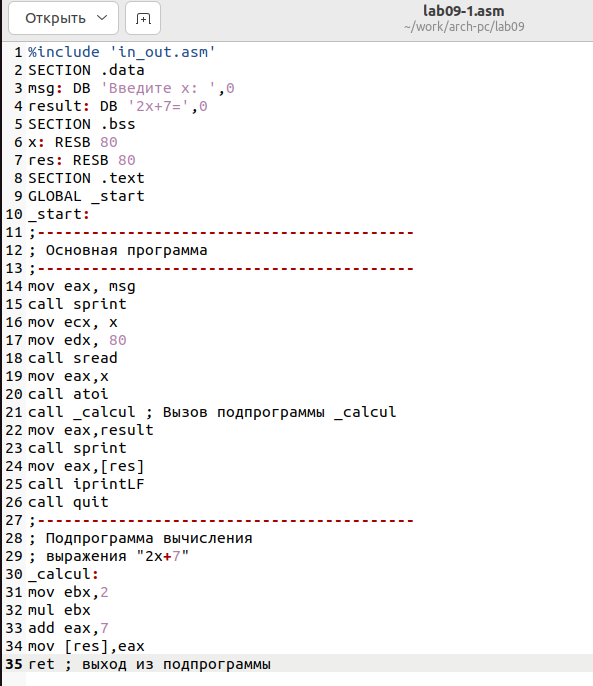 Открыть
lab09-1.asm
~/work/arch-pc/lab09
1 %include 'in_out.asm'
2 SECTION .data
3 msg: DB 'Введите x: ',0
4 result: DB '2x+7=',0
5 SECTION .bss
6 x: RESB 80
7 res: RESB 80
8 SECTION .text
9 GLOBAL _start
10 _start:
11 ;------------------------------------------
12 ; Основная программа
13 ;------------------------------------------
14 mov eax, msg
15 call sprint
16 mov ecx, x
17 mov edx, 80
18 call sread
19 mov eax,x
20 call atoi
21 call _calcul ; Вызов подпрограммы _calcul
22 mov eax,result
23 call sprint
24 mov eax,[res]
25 call iprintLF
26 call quit
27 ;------------------------------------------
28 ; Подпрограмма вычисления
29 ; выражения "2x+7"
30 _calcul:
31 mov ebx,2
32 mul ebx
33 add eax,7
34 mov [res],eax
35 ret ; выход из подпрограммы